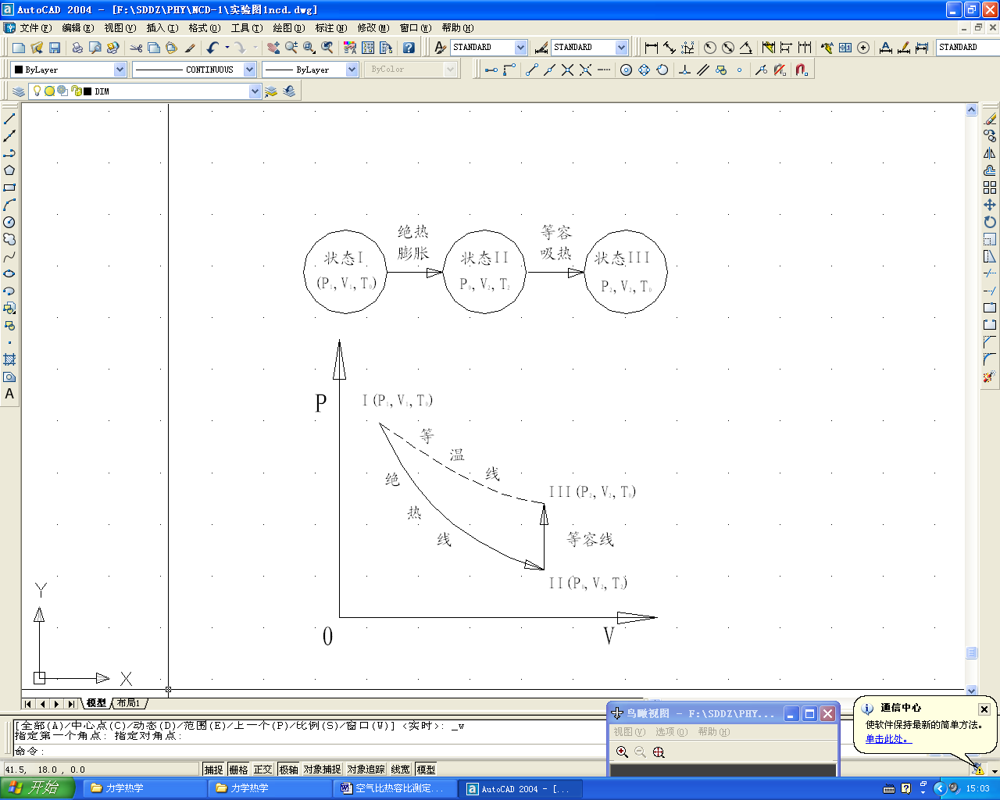 AutoCAD 2004 - [F:\SDDZ\PHY\NCD-1\实验图1ncd.dwg]
文件(F) 编辑(E) 视图(V) 插入(I) 格式(O) 工具(T) 绘图(D) 标注(N) 修改(M) 窗口(W) 帮助(H)
STANDARD STANDARD STANDARD
ByLayer CONTINUOUS ByLayer ByColor
DIM
绝热
膨胀
等容
吸热
状态I
(P1, V1, T0)
状态II
P0, V2, T2
状态III
P2, V2, T0
P
I (P1, V1, T0)
等
温
线
绝
热
线
III (P2, V2, T0)
等容线
II (P0, V2, T2)
0
V
Y
X
模型 布局1
[全部(A)/中心点(C)/动态(D)/范围(E)/上一个(P)/比例(S)/窗口(W)] <实时>: _w
指定第一个角点: 指定对角点:
命令:
鸟瞰视图 - F:\SDDZ\PHY...
视图(V) 选项(O) 帮助(H)
通信中心
使软件保持最新的简单方法。
单击此处。
41.5, 18.0 , 0.0
捕捉 栅格 正交 极轴 对象捕捉 对象追踪 线宽 模型
开始 力学热学 力学热学 空气比热容比测定... AutoCAD 2004 - [... 15:03